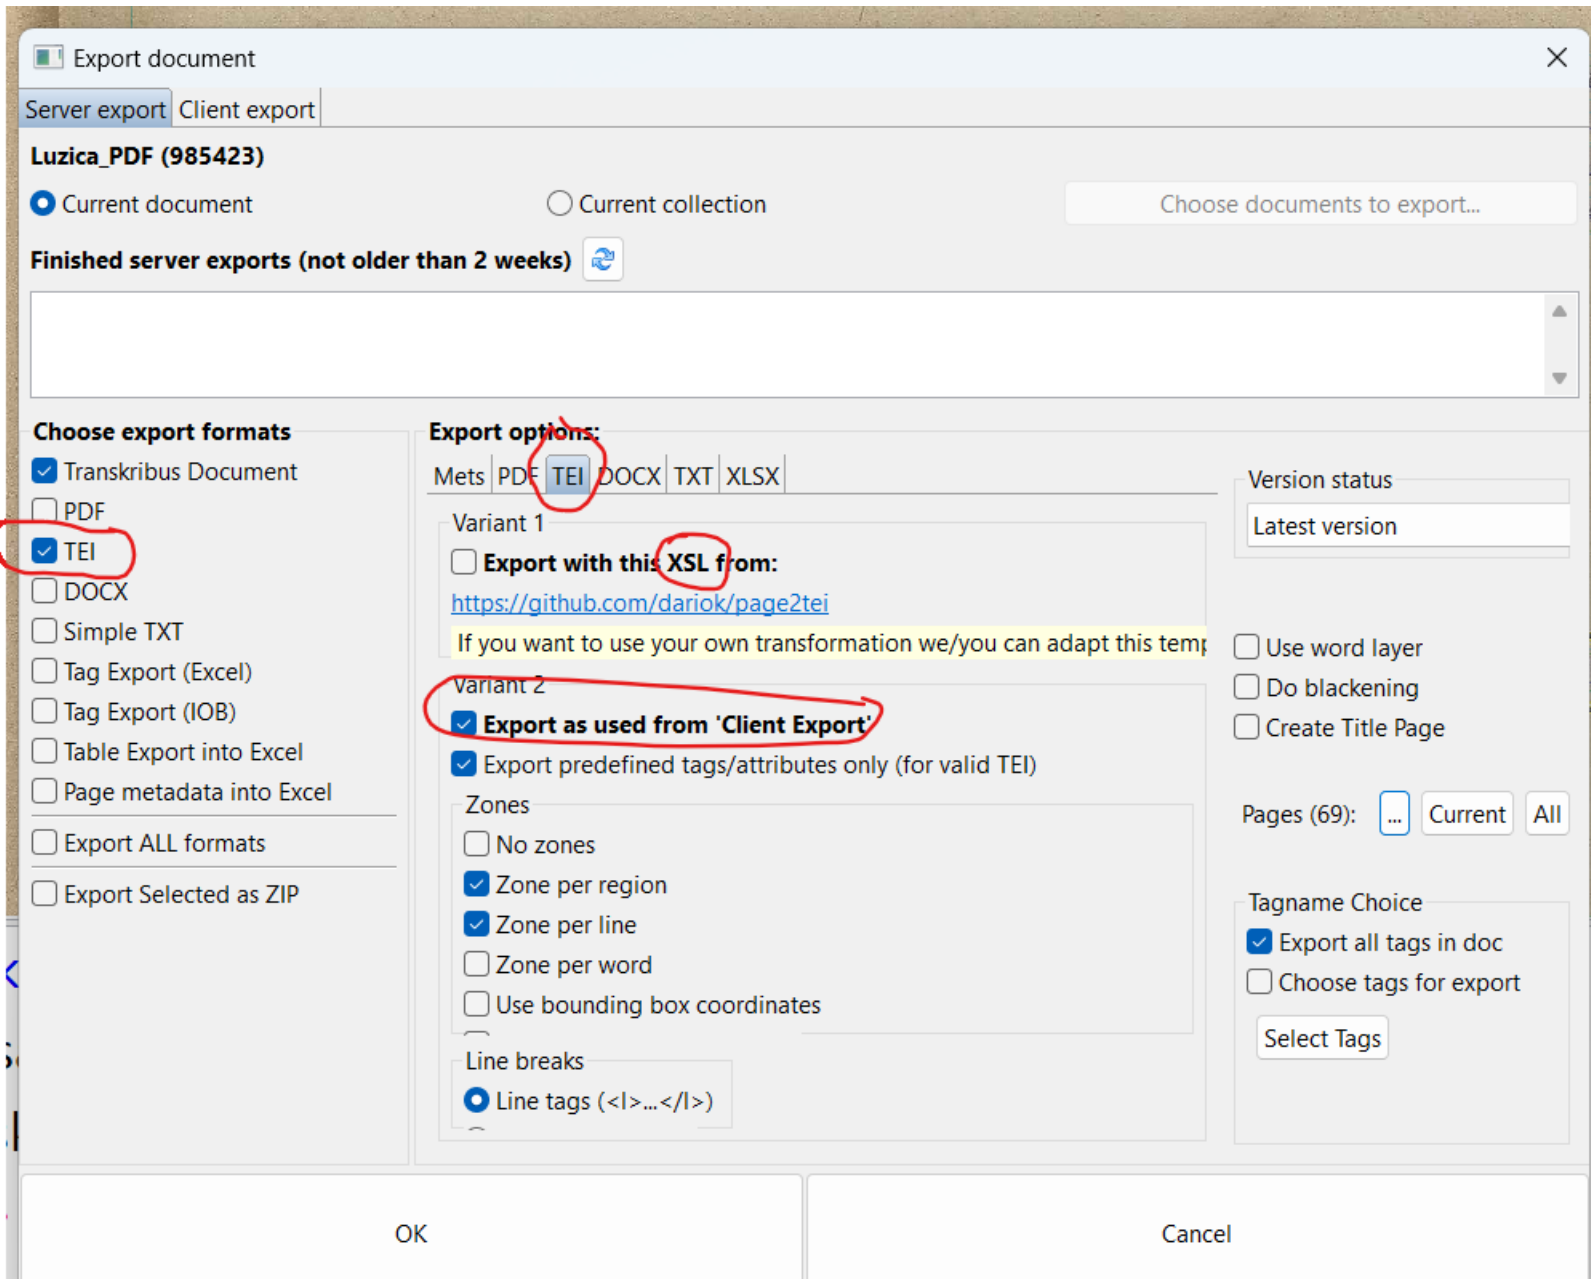 Export document
Server export Client export
Luzica_PDF (985423)
Current document Current collection Choose documents to export...
Finished server exports (not older than 2 weeks)
Choose export formats
Transkribus Document
PDF
TEI
DOCX
Simple TXT
Tag Export (Excel)
Tag Export (IOB)
Table Export into Excel
Page metadata into Excel
Export ALL formats
Export Selected as ZIP
Export options:
Mets PDF TEI DOCX TXT XLSX
Variant 1
Export with this XSL from:
https://github.com/dariok/page2tei
If you want to use your own transformation we/you can adapt this temp
Variant 2
Export as used from 'Client Export'
Export predefined tags/attributes only (for valid TEI)
Zones
No zones
Zone per region
Zone per line
Zone per word
Use bounding box coordinates
Line breaks
Line tags (<l>...</l>)
Version status
Latest version
Use word layer
Do blackening
Create Title Page
Pages (69): ... Current All
Tagname Choice
Export all tags in doc
Choose tags for export
Select Tags
OK Cancel